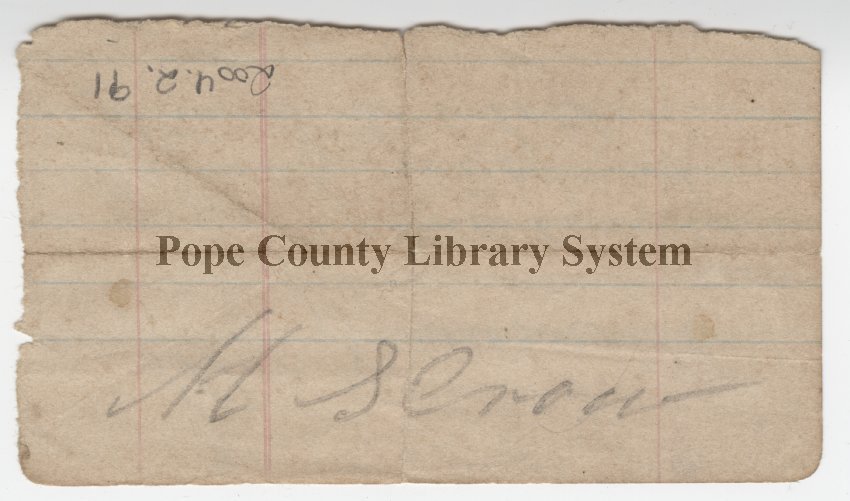 2004.2.91
Pope County Library System
M S Crow